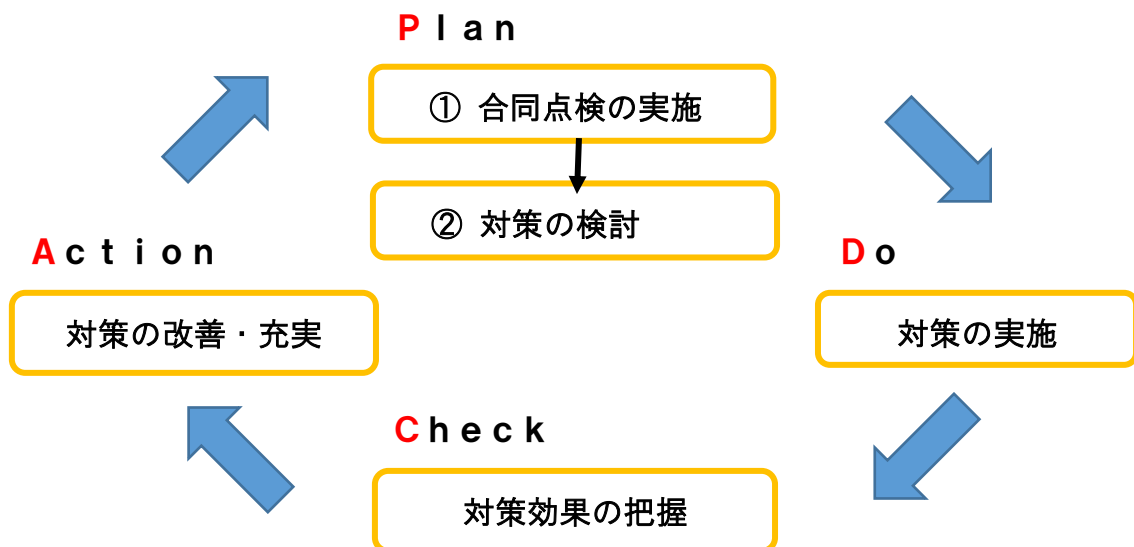 Plan
① 合同点検の実施
② 対策の検討
Action
Do
対策の改善・充実
対策の実施
Check
対策効果の把握